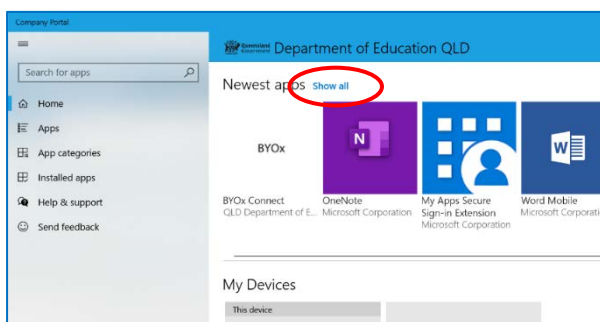 Company Portal
Search for apps
Home
Apps
App categories
Installed apps
Help & support
Send feedback
Queensland Government Department of Education QLD
Newest apps Show all
BYOx
N
W
BYOx Connect
QLD Department of E...
OneNote
Microsoft Corporation
My Apps Secure
Sign-in Extension
Microsoft Corporation
Word Mobile
Microsoft Corporati
My Devices
This device